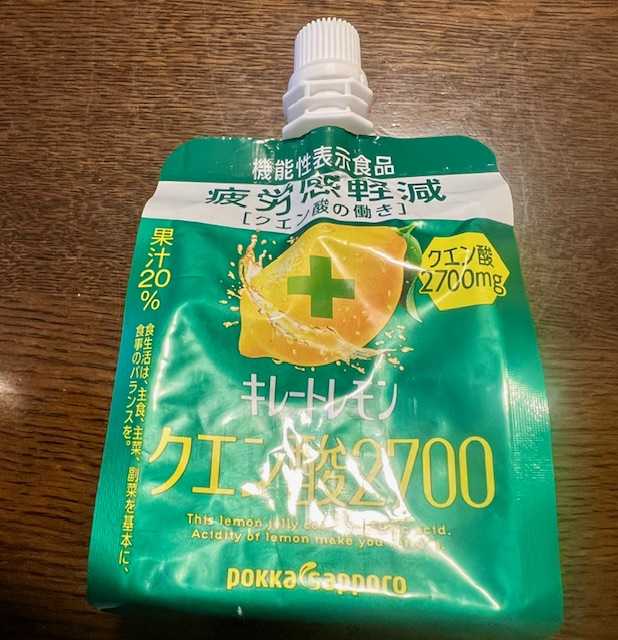 機能性表示食品
疲労感軽減
[クエン酸の働き]
クエン酸
2700mg
果汁20%
食生活は、主食、主菜、副菜を基本に、
食事のバランスを。
キレートレモン
クエン酸2700
This lemon jelly acid.
Acidity of lemon make you
pokka sapporo